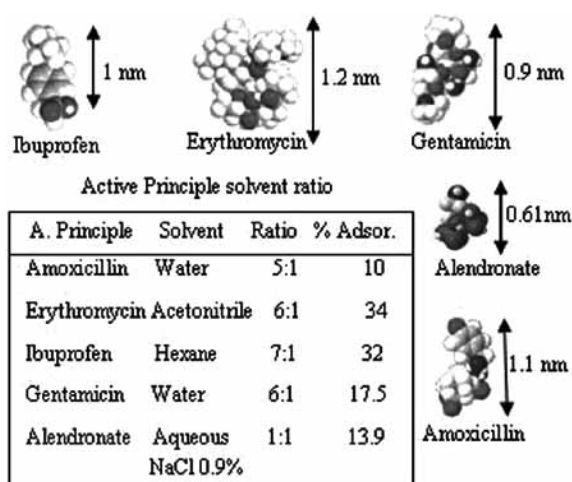 1 nm
1.2 nm
0.9 nm
Ibuprofen
Erythromycin
Gentamicin
Active Principle solvent ratio
0.61nm
Alendronate
A. Principle Solvent Ratio % Adsor.
Amoxicillin Water 5:1 10
Erythromycin Acetonitrile 6:1 34
Ibuprofen Hexane 7:1 32
Gentamicin Water 6:1 17.5
Alendronate Aqueous 1:1 13.9
NaCl 0.9%
1.1 nm
Amoxicillin